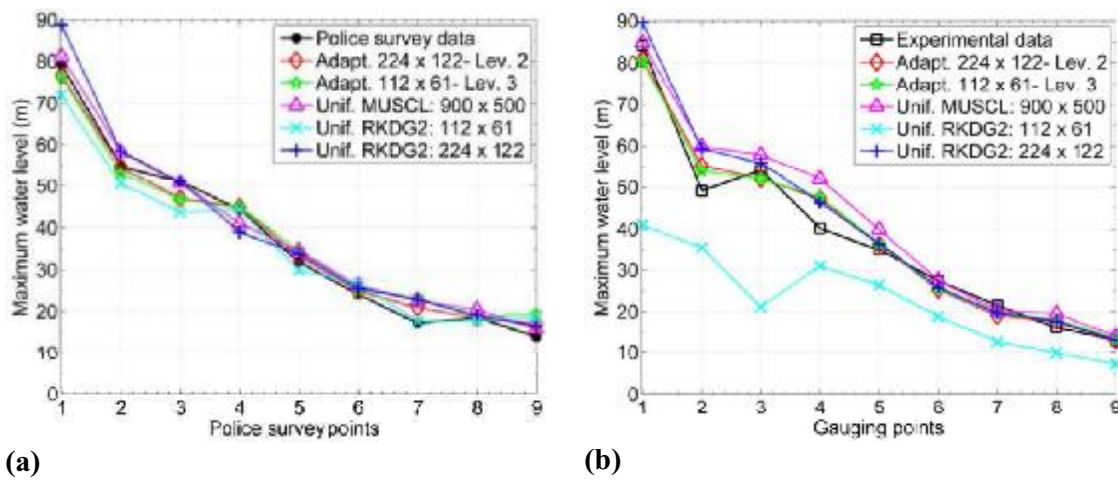 90
80
70
60
50
40
30
20
10
0
Maximum water level (m)
Police survey data
Adapt. 224 x 122- Lev. 2
Adapt. 112 x 61- Lev. 3
Unif. MUSCL: 900 x 500
Unif. RKDG2: 112 x 61
Unif. RKDG2: 224 x 122
1 2 3 4 5 6 7 8 9
Police survey points
(a)
90
80
70
60
50
40
30
20
10
0
Maximum water level (m)
Experimental data
Adapt. 224 x 122- Lev. 2
Adapt. 112 x 61- Lev. 3
Unif. MUSCL: 900 x 500
Unif. RKDG2: 112 x 61
Unif. RKDG2: 224 x 122
1 2 3 4 5 6 7 8 9
Gauging points
(b)